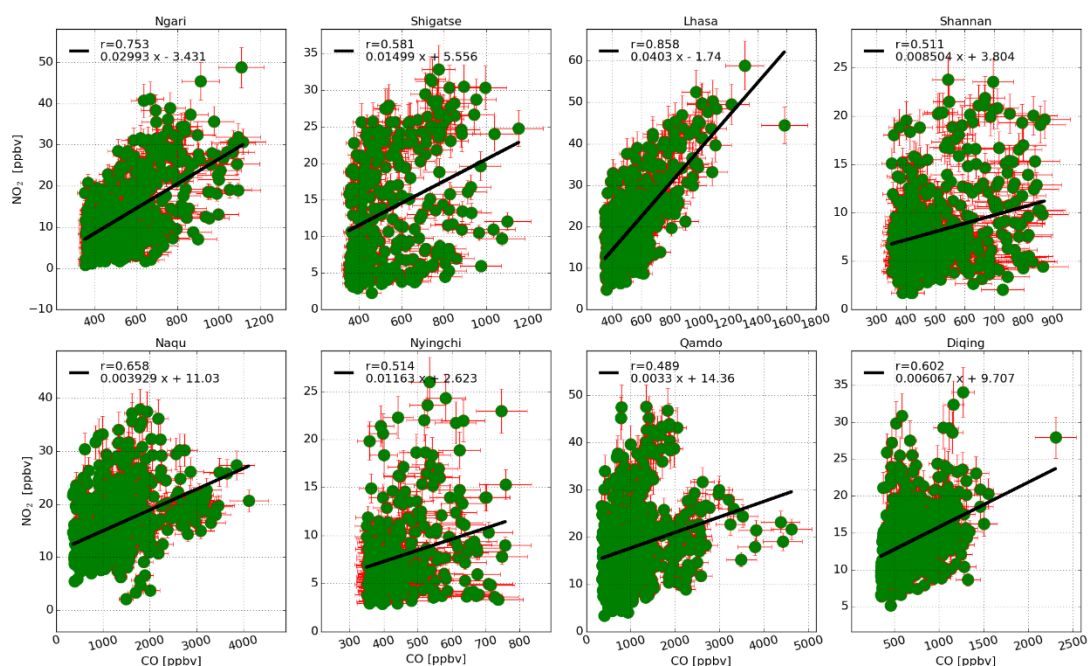 Ngari
r=0.753
0.02993 x - 3.431
NO2 [ppbv]
50
40
30
20
10
0
−10
400 600 800 1000 1200
Shigatse
r=0.581
0.01499 x + 5.556
35
30
25
20
15
10
5
0
400 600 800 1000
Lhasa
r=0.858
0.0403 x - 1.74
60
50
40
30
20
10
0
400 600 800 1000 1200 1400 1600 1800
Shannan
r=0.511
0.008504 x + 3.804
25
20
15
10
5
0
300 400 500 600 700 800 900
Naqu
r=0.658
0.003929 x + 11.03
NO2 [ppbv]
40
30
20
10
0
0 1000 2000 3000 4000
CO [ppbv]
Nyingchi
r=0.514
0.01163 x + 2.623
25
20
15
10
5
0
300 400 500 600 700 800
CO [ppbv]
Qamdo
r=0.489
0.0033 x + 14.36
50
40
30
20
10
0
0 1000 2000 3000 4000 5000
CO [ppbv]
Diqing
r=0.602
0.006067 x + 9.707
35
30
25
20
15
10
5
500 1000 1500 2000 2500
CO [ppbv]